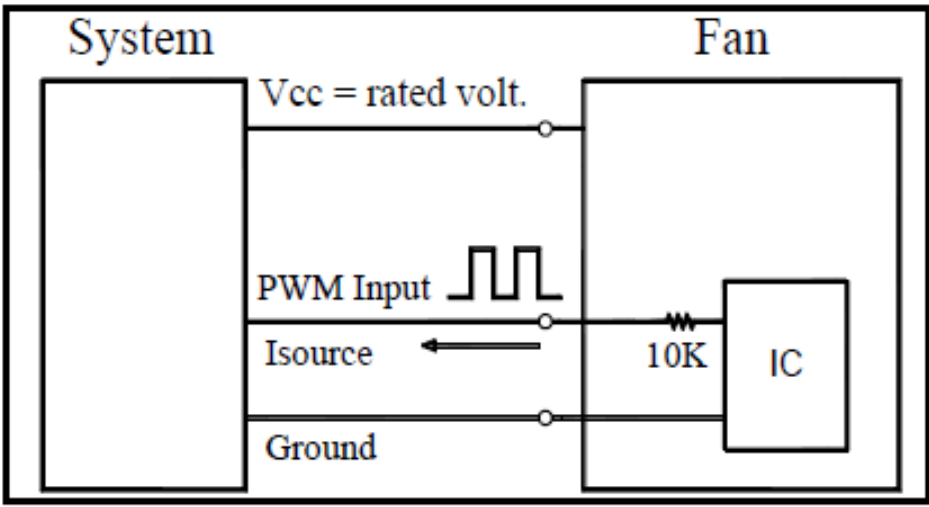 System
Fan
Vcc = rated volt.
PWM Input
Isource
10K
IC
Ground